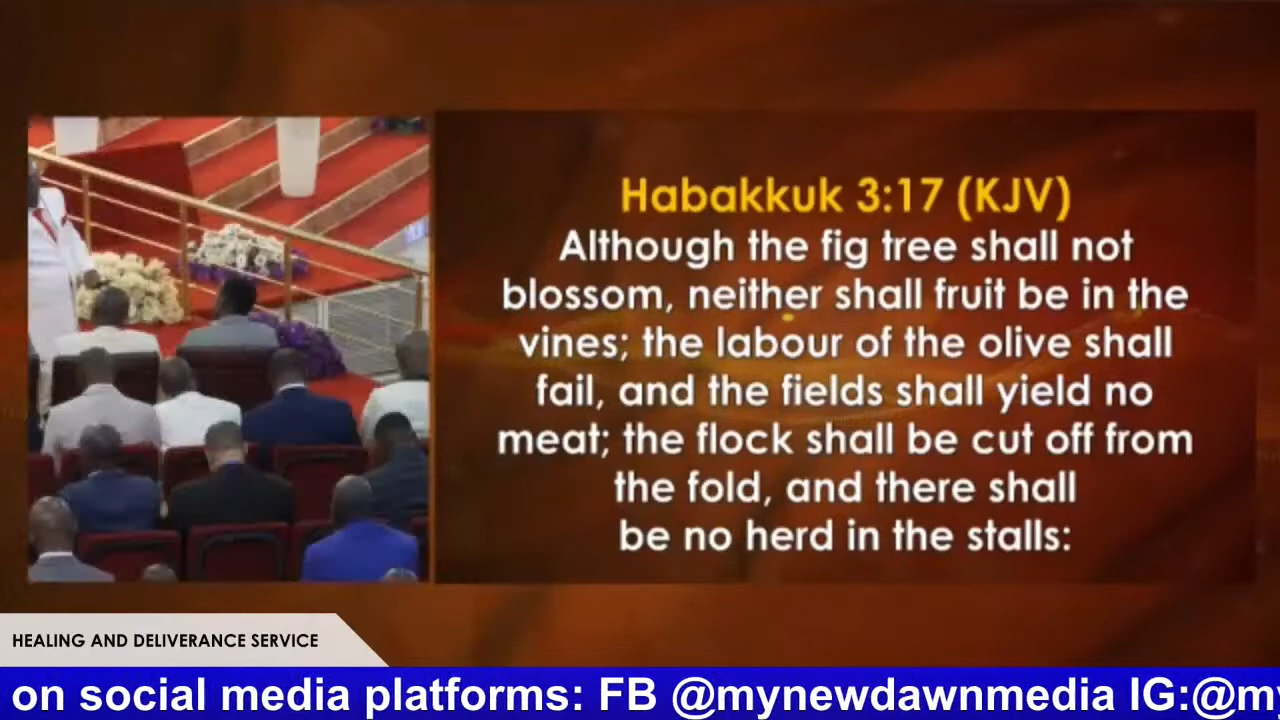 Habakkuk 3:17 (KJV)
Although the fig tree shall not
blossom, neither shall fruit be in the
vines; the labour of the olive shall
fail, and the fields shall yield no
meat; the flock shall be cut off from
the fold, and there shall
be no herd in the stalls:
HEALING AND DELIVERANCE SERVICE
on social media platforms: FB @mynewdawnmedia IG:@my